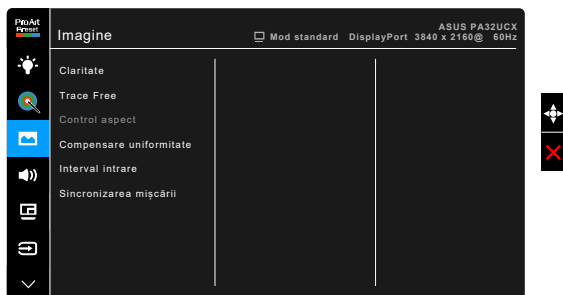 ProArt
Preset
Imagine
ASUS PA32UCX
Mod standard DisplayPort 3840 x 2160@ 60Hz
Claritate
Trace Free
Control aspect
Compensare uniformitate
Interval intrare
Sincronizarea mișcării